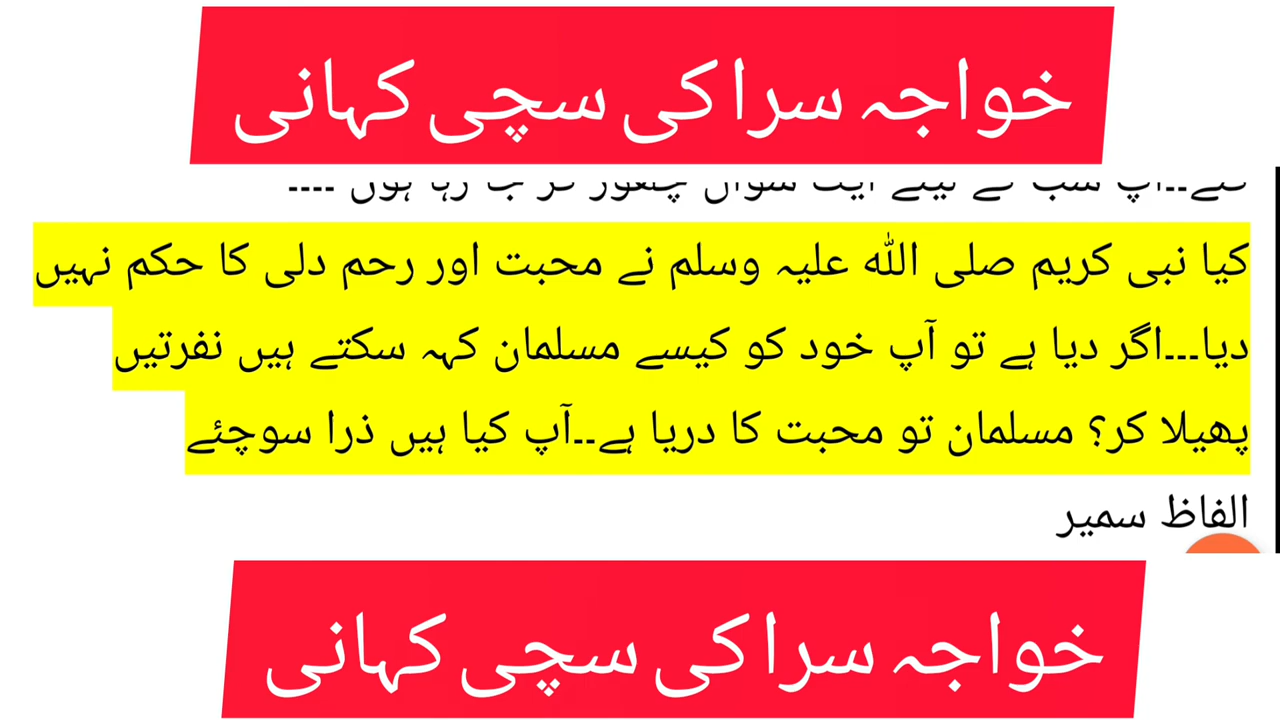 خواجہ سرا کی سچی کہانی
کیا نبی کریم صلی اللہ علیہ وسلم نے محبت اور رحم دلی کا حکم نہیں
دیا۔۔۔اگر دیا ہے تو آپ خود کو کیسے مسلمان کہہ سکتے ہیں نفرتیں
پھیلا کر؟ مسلمان تو محبت کا دریا ہے۔۔آپ کیا ہیں ذرا سوچئے
الفاظ سمیر
خواجہ سرا کی سچی کہانی